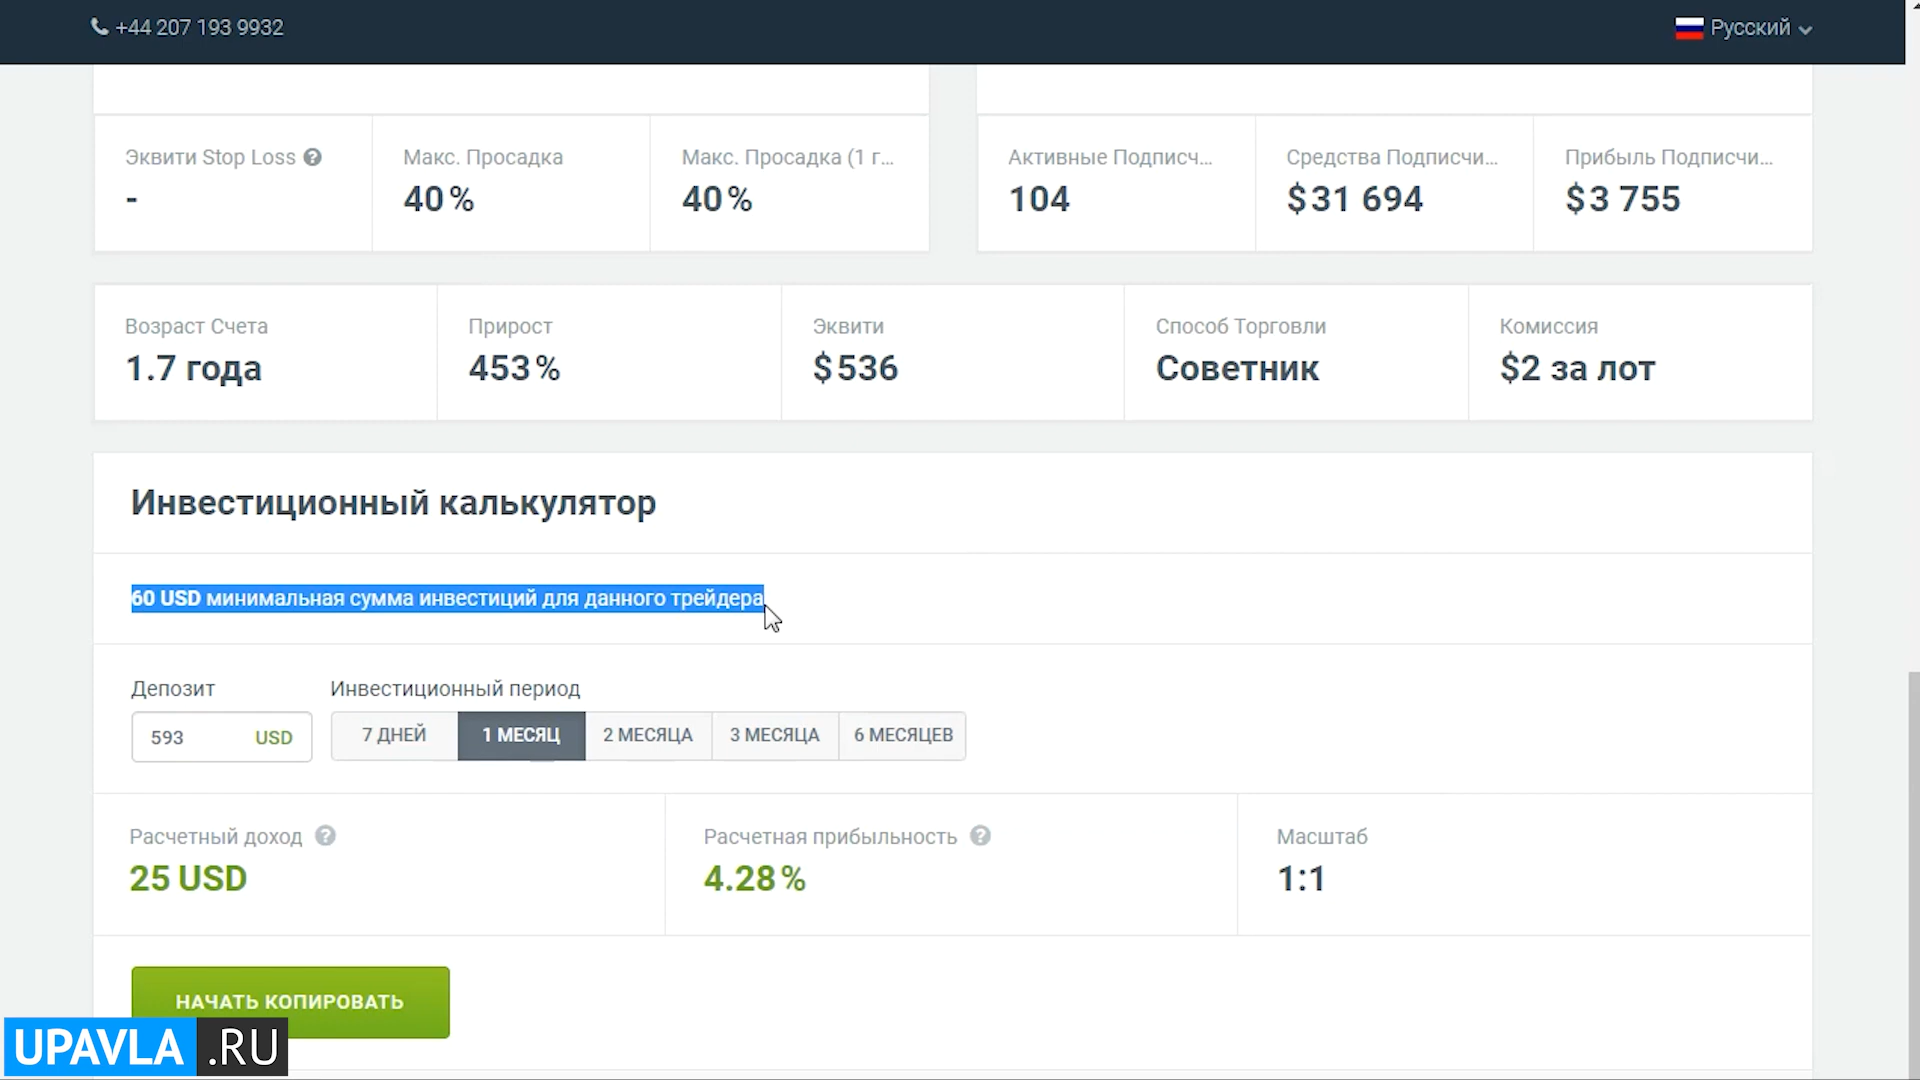 +44 207 193 9932
Русский
Эквити Stop Loss
Макс. Просадка
Макс. Просадка (1 г...
Активные Подписч...
Средства Подписчи...
Прибыль Подписчи...
-
40 %
40 %
104
$31 694
$3 755
Возраст Счета
Прирост
Эквити
Способ Торговли
Комиссия
1.7 года
453 %
$536
Советник
$2 за лот
Инвестиционный калькулятор
60 USD минимальная сумма инвестиций для данного трейдера
Депозит
Инвестиционный период
593 USD
7 ДНЕЙ
1 МЕСЯЦ
2 МЕСЯЦА
3 МЕСЯЦА
6 МЕСЯЦЕВ
Расчетный доход
Расчетная прибыльность
Масштаб
25 USD
4.28 %
1:1
НАЧАТЬ КОПИРОВАТЬ
UPAVLA .RU